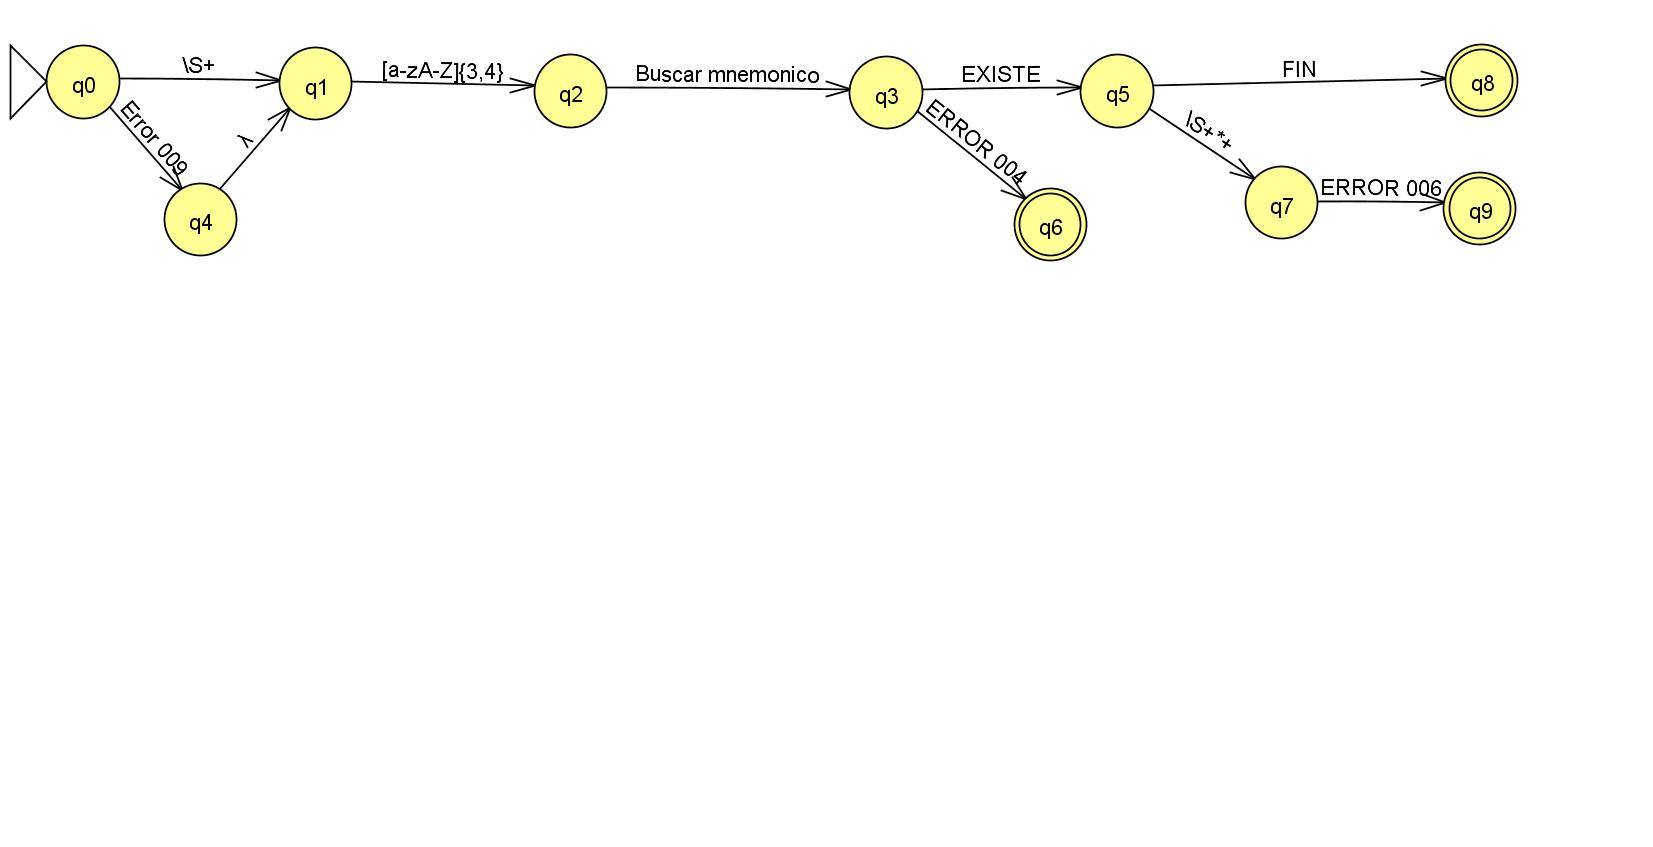 q0
\S+
q1
[a-zA-Z]{3,4}
q2
Buscar mnemonico
q3
EXISTE
q5
FIN
q8
Error 009
λ
q4
ERROR 004
q6
\S+*+
q7
ERROR 006
q9